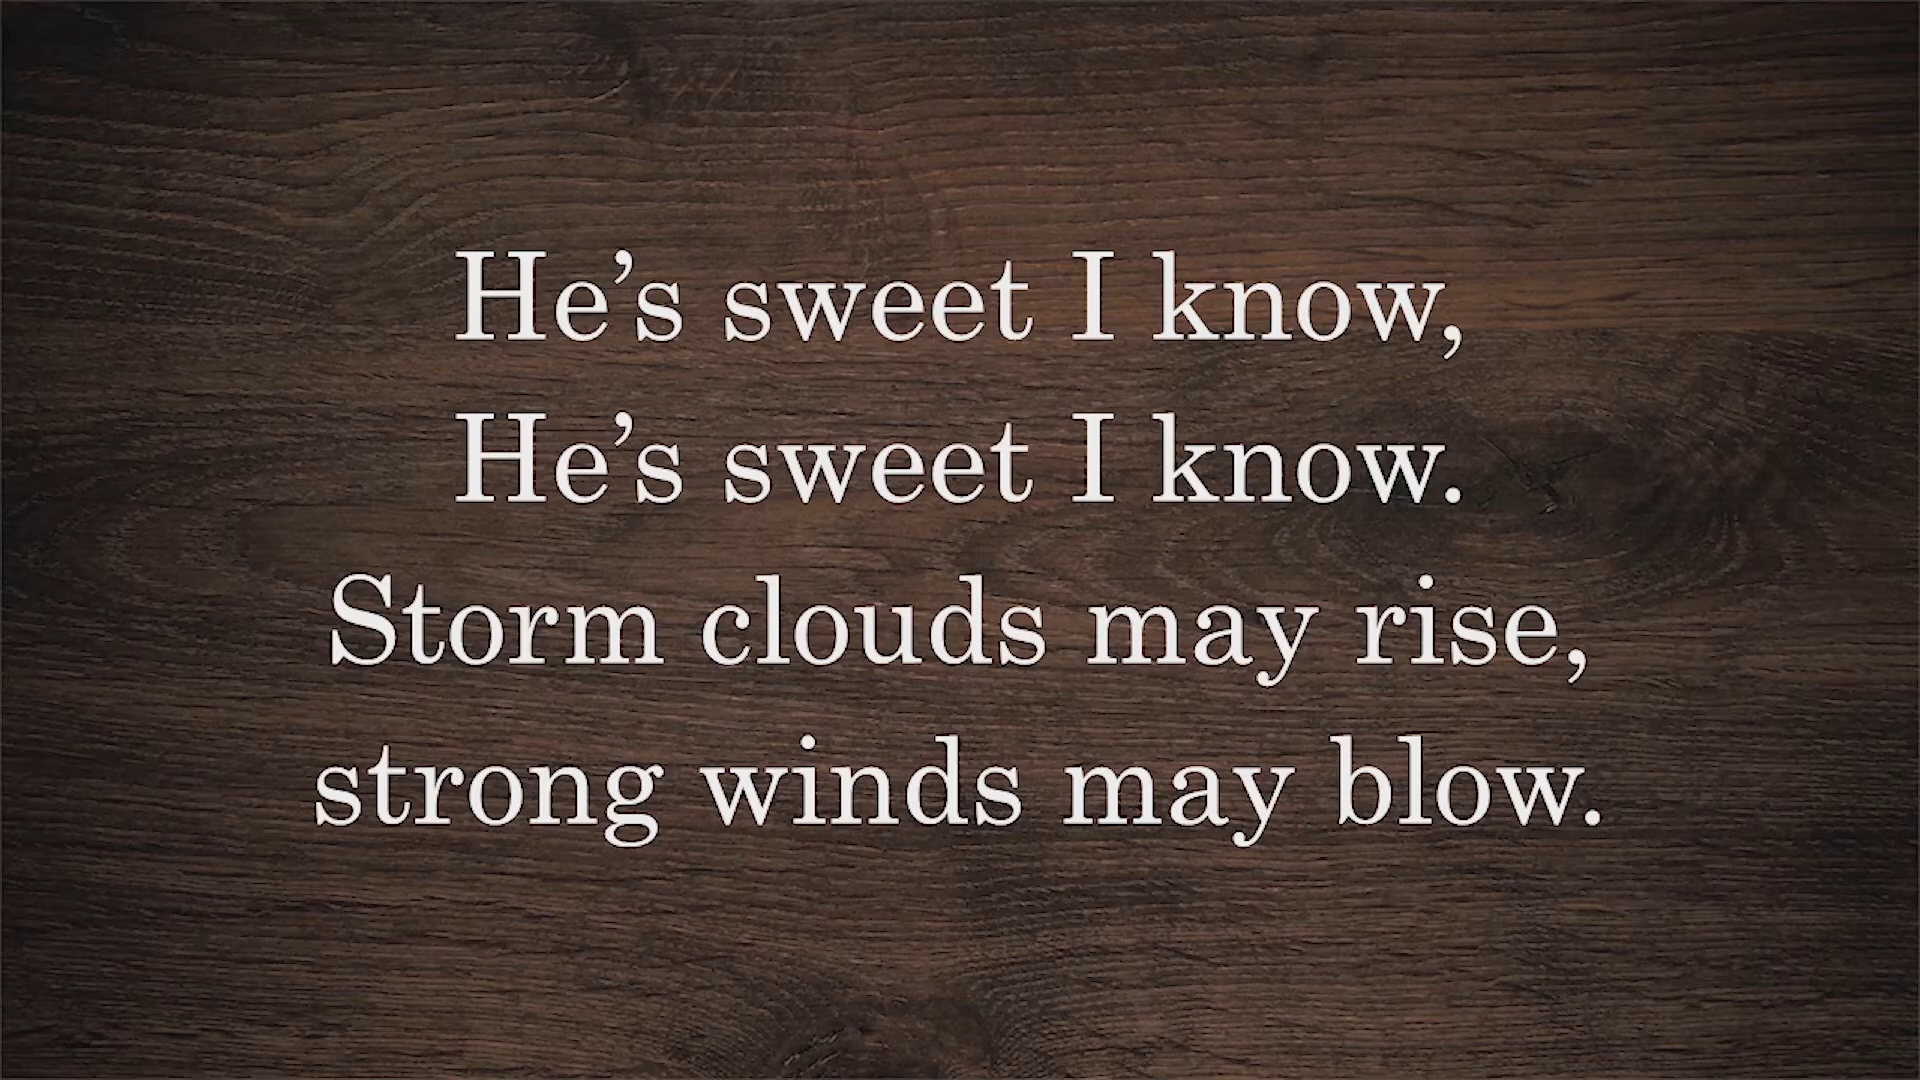 He’s sweet I know,
He’s sweet I know.
Storm clouds may rise,
strong winds may blow.